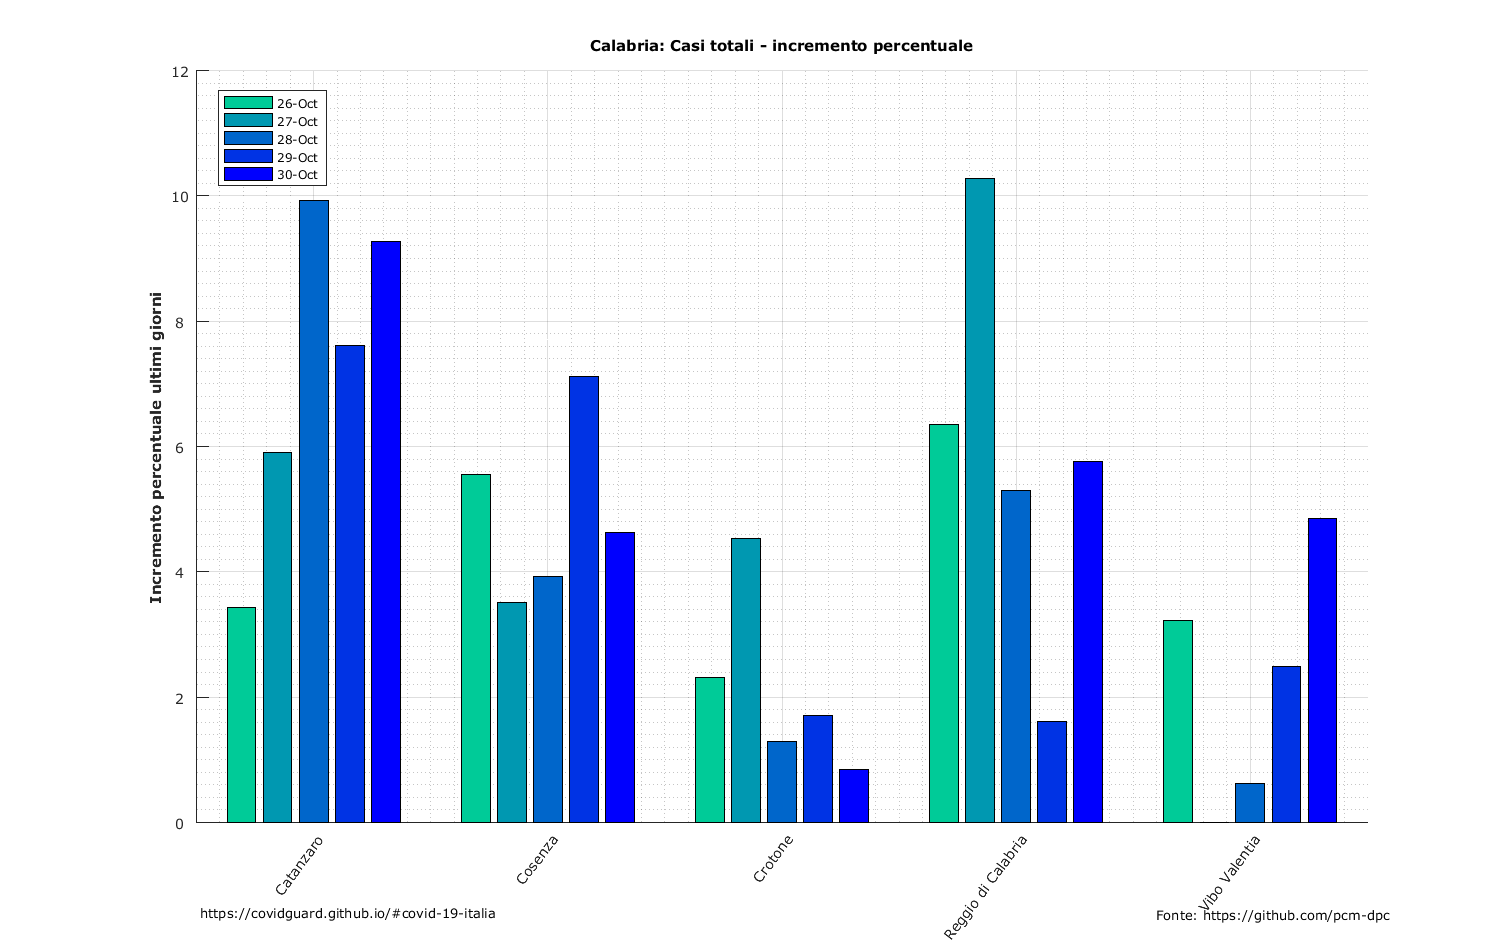 Calabria: Casi totali - incremento percentuale
12
10
8
6
4
2
0
Incremento percentuale ultimi giorni
26-Oct
27-Oct
28-Oct
29-Oct
30-Oct
Catanzaro
Cosenza
Crotone
Reggio di Calabria
Vibo Valentia
https://covidguard.github.io/#covid-19-italia
Fonte: https://github.com/pcm-dpc